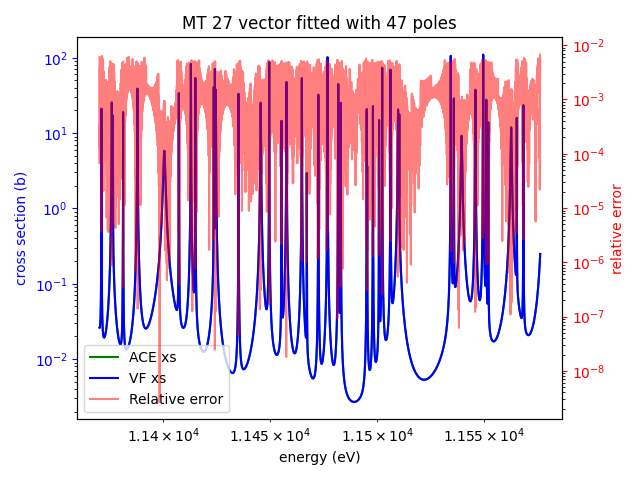 MT 27 vector fitted with 47 poles
10²
10¹
10⁰
10⁻¹
10⁻²
cross section (b)
10⁻²
10⁻³
10⁻⁴
10⁻⁵
10⁻⁶
10⁻⁷
10⁻⁸
relative error
ACE xs
VF xs
Relative error
1.14 × 10⁴
1.145 × 10⁴
1.15 × 10⁴
1.155 × 10⁴
energy (eV)